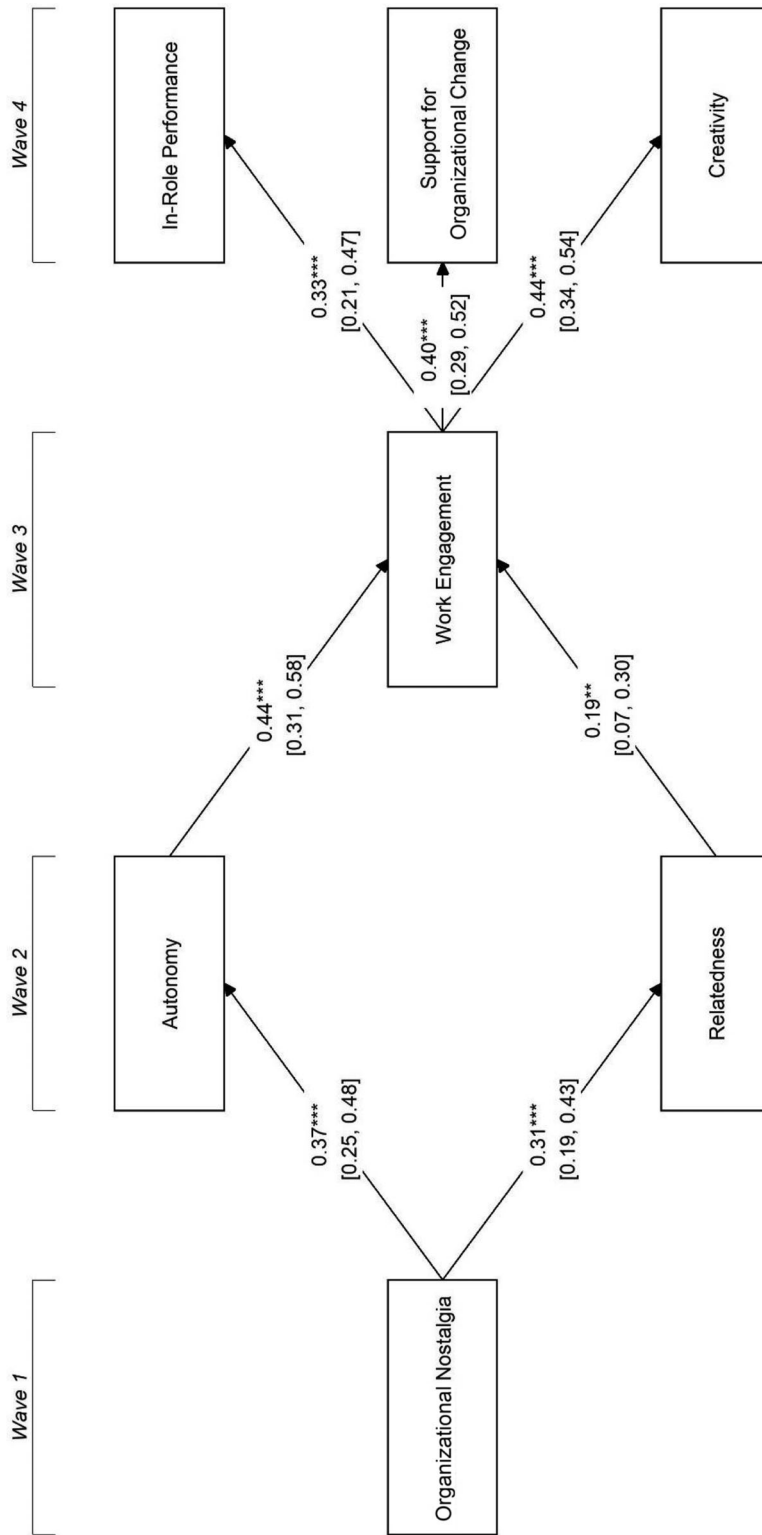 Wave 1
Wave 2
Wave 3
Wave 4
Organizational Nostalgia
0.37***
[0.25, 0.48]
0.31***
[0.19, 0.43]
Autonomy
Relatedness
0.44***
[0.31, 0.58]
0.19**
[0.07, 0.30]
Work Engagement
0.33***
[0.21, 0.47]
0.40***
[0.29, 0.52]
0.44***
[0.34, 0.54]
In-Role Performance
Support for
Organizational Change
Creativity